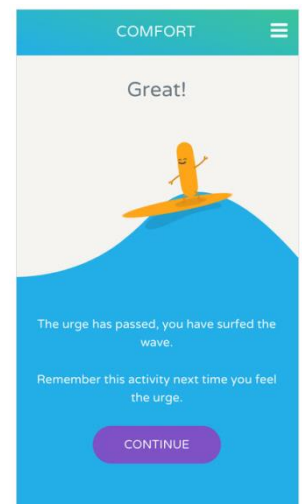 COMFORT
Great!
The urge has passed, you have surfed the
wave.
Remember this activity next time you feel
the urge.
CONTINUE